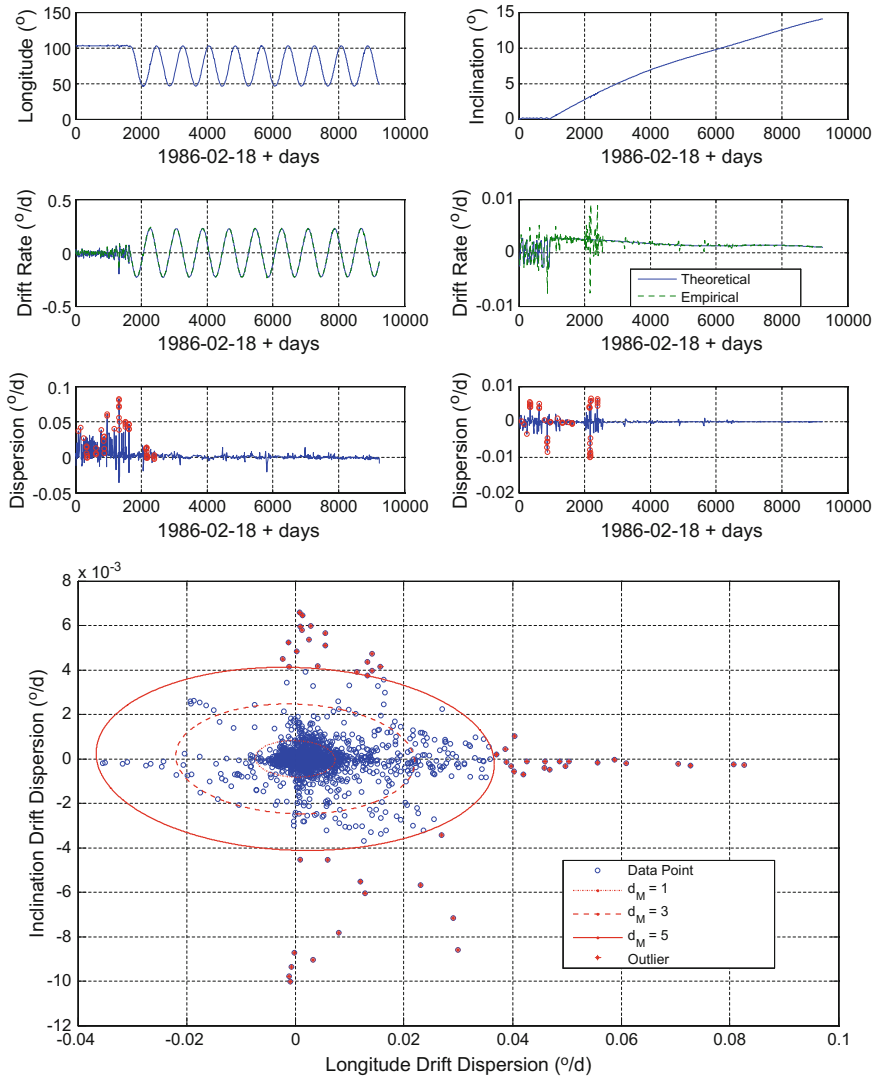 150
100
50
0
Longitude (°)
0 2000 4000 6000 8000 10000
1986-02-18 + days
15
10
5
0
Inclination (°)
0 2000 4000 6000 8000 10000
1986-02-18 + days
0.5
0
-0.5
Drift Rate (°/d)
0 2000 4000 6000 8000 10000
1986-02-18 + days
0.01
0
-0.01
Drift Rate (°/d)
Theoretical
Empirical
0 2000 4000 6000 8000 10000
1986-02-18 + days
0.1
0.05
0
-0.05
Dispersion (°/d)
0 2000 4000 6000 8000 10000
1986-02-18 + days
0.01
0
-0.01
-0.02
Dispersion (°/d)
0 2000 4000 6000 8000 10000
1986-02-18 + days
x 10⁻³
8
6
4
2
0
-2
-4
-6
-8
-10
-12
Inclination Drift Dispersion (°/d)
Data Point
d_M = 1
d_M = 3
d_M = 5
Outlier
-0.04 -0.02 0 0.02 0.04 0.06 0.08 0.1
Longitude Drift Dispersion (°/d)